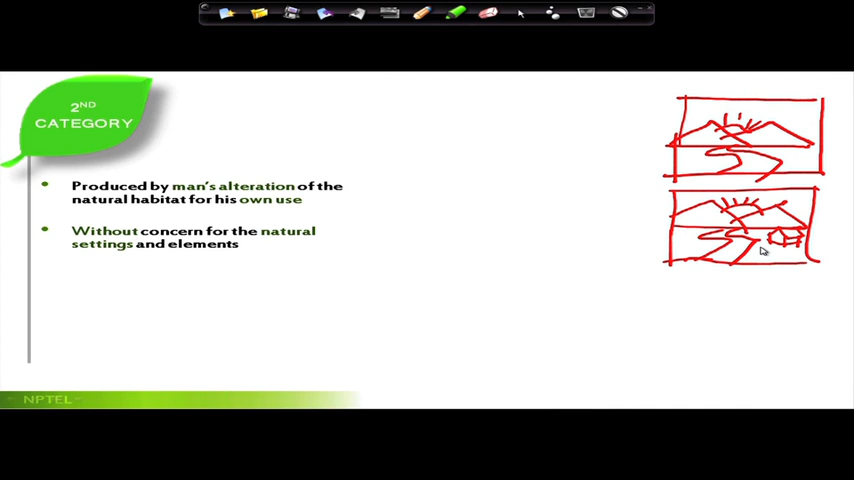 2ND
CATEGORY
• Produced by man's alteration of the
natural habitat for his own use
• Without concern for the natural
settings and elements
NPTEL